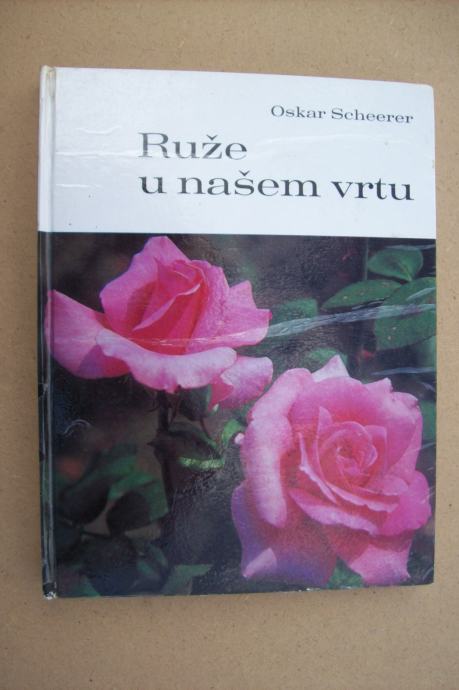 Oskar Scheerer
Ruže
u našem vrtu